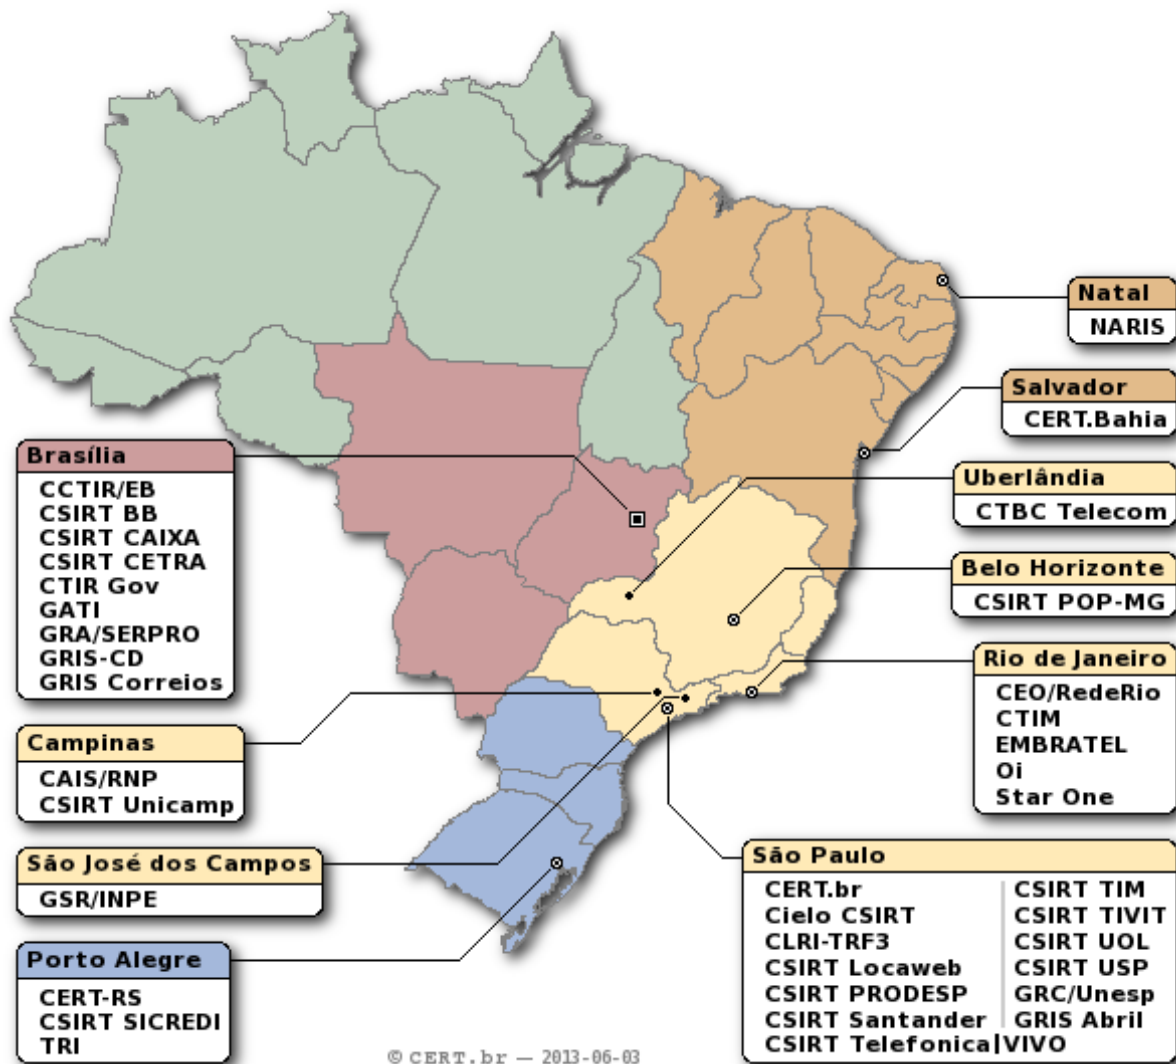 Natal
NARIS
Salvador
CERT.Bahia
Uberlândia
CTBC Telecom
Belo Horizonte
CSIRT POP-MG
Rio de Janeiro
CEO/RedeRio
CTIM
EMBRATEL
Oi
Star One
São Paulo
CERT.br
Cielo CSIRT
CLRI-TRF3
CSIRT Locaweb
CSIRT PRODESP
CSIRT Santander
CSIRT Telefonica|VIVO
CSIRT TIM
CSIRT TIVIT
CSIRT UOL
CSIRT USP
GRC/Unesp
GRIS Abril
Brasília
CCTIR/EB
CSIRT BB
CSIRT CAIXA
CSIRT CETRA
CTIR Gov
GATI
GRA/SERPRO
GRIS-CD
GRIS Correios
Campinas
CAIS/RNP
CSIRT Unicamp
São José dos Campos
GSR/INPE
Porto Alegre
CERT-RS
CSIRT SICREDI
TRI
© CERT.br — 2013-06-03